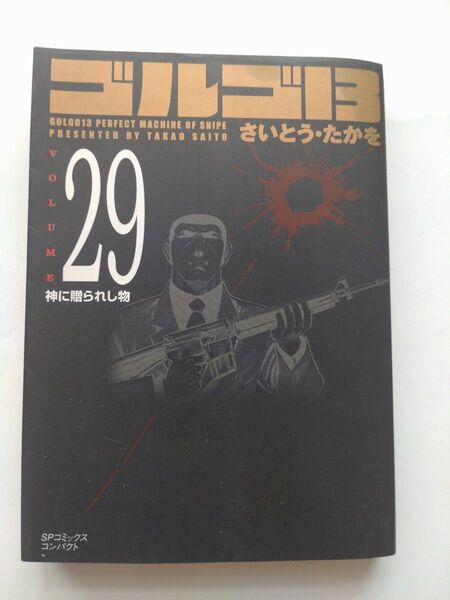 ゴルゴ13
GOLGO13 PERFECT MACHINE OF SNIPE
PRESENTED BY TAKAO SAITO
さいとう・たかを
VOLUME
29
神に贈られし物
SPコミックス
コンパクト